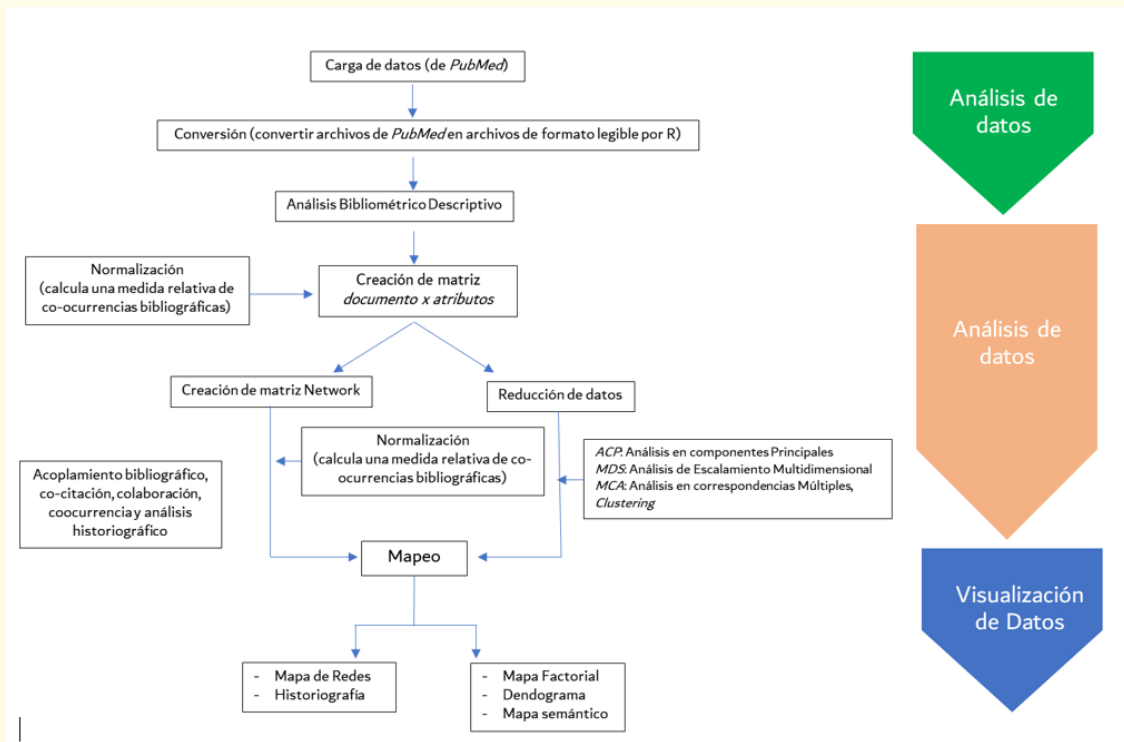 Carga de datos (de PubMed)
Conversión (convertir archivos de PubMed en archivos de formato legible por R)
Análisis Bibliométrico Descriptivo
Normalización
(calcula una medida relativa de
co-ocurrencias bibliográficas)
Creación de matriz
documento x atributos
Creación de matriz Network
Reducción de datos
Normalización
(calcula una medida relativa de co-
ocurrencias bibliográficas)
ACP: Análisis en componentes Principales
MDS: Análisis de Escalamiento Multidimensional
MCA: Análisis en correspondencias Múltiples,
Clustering
Acoplamiento bibliográfico,
co-citación, colaboración,
coocurrencia y análisis
historiográfico
Mapeo
- Mapa de Redes
- Historiografía
- Mapa Factorial
- Dendograma
- Mapa semántico
Análisis de
datos
Análisis de
datos
Visualización
de Datos